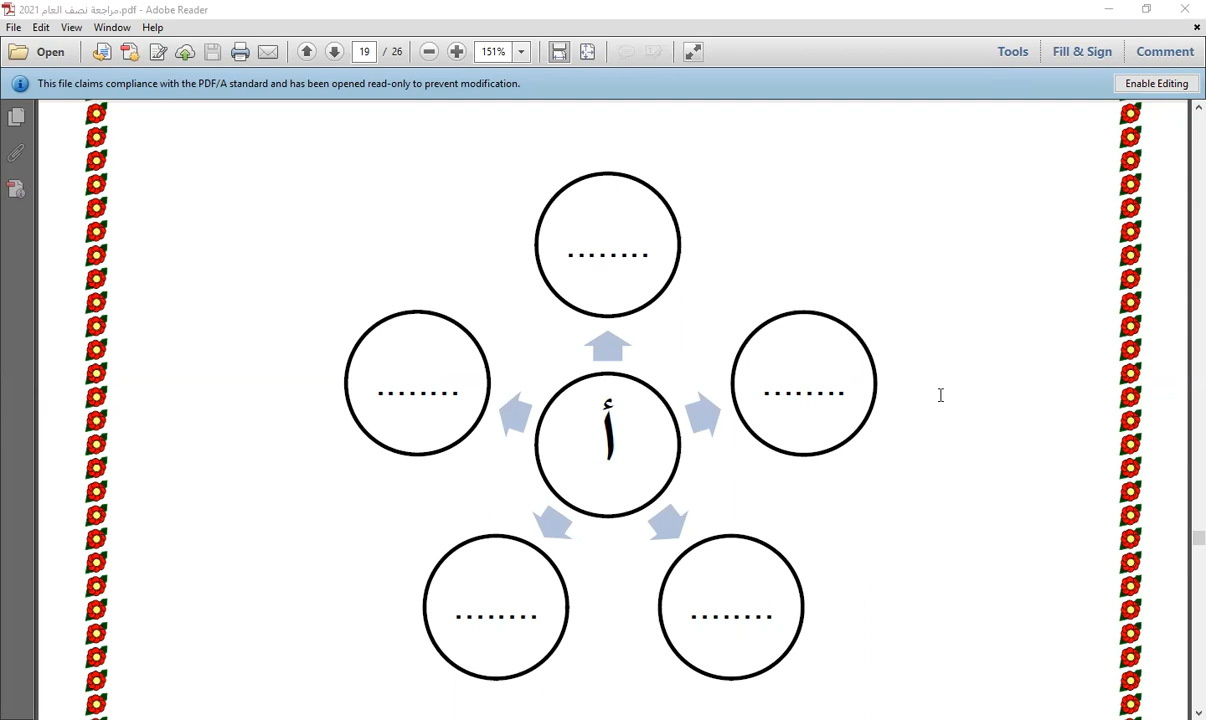 مراجعة نصف العام 2021.pdf - Adobe Reader
File Edit View Window Help
Open 19 / 26 151% Tools Fill & Sign Comment
This file claims compliance with the PDF/A standard and has been opened read-only to prevent modification. Enable Editing
........
........ ........
أ
........ ........